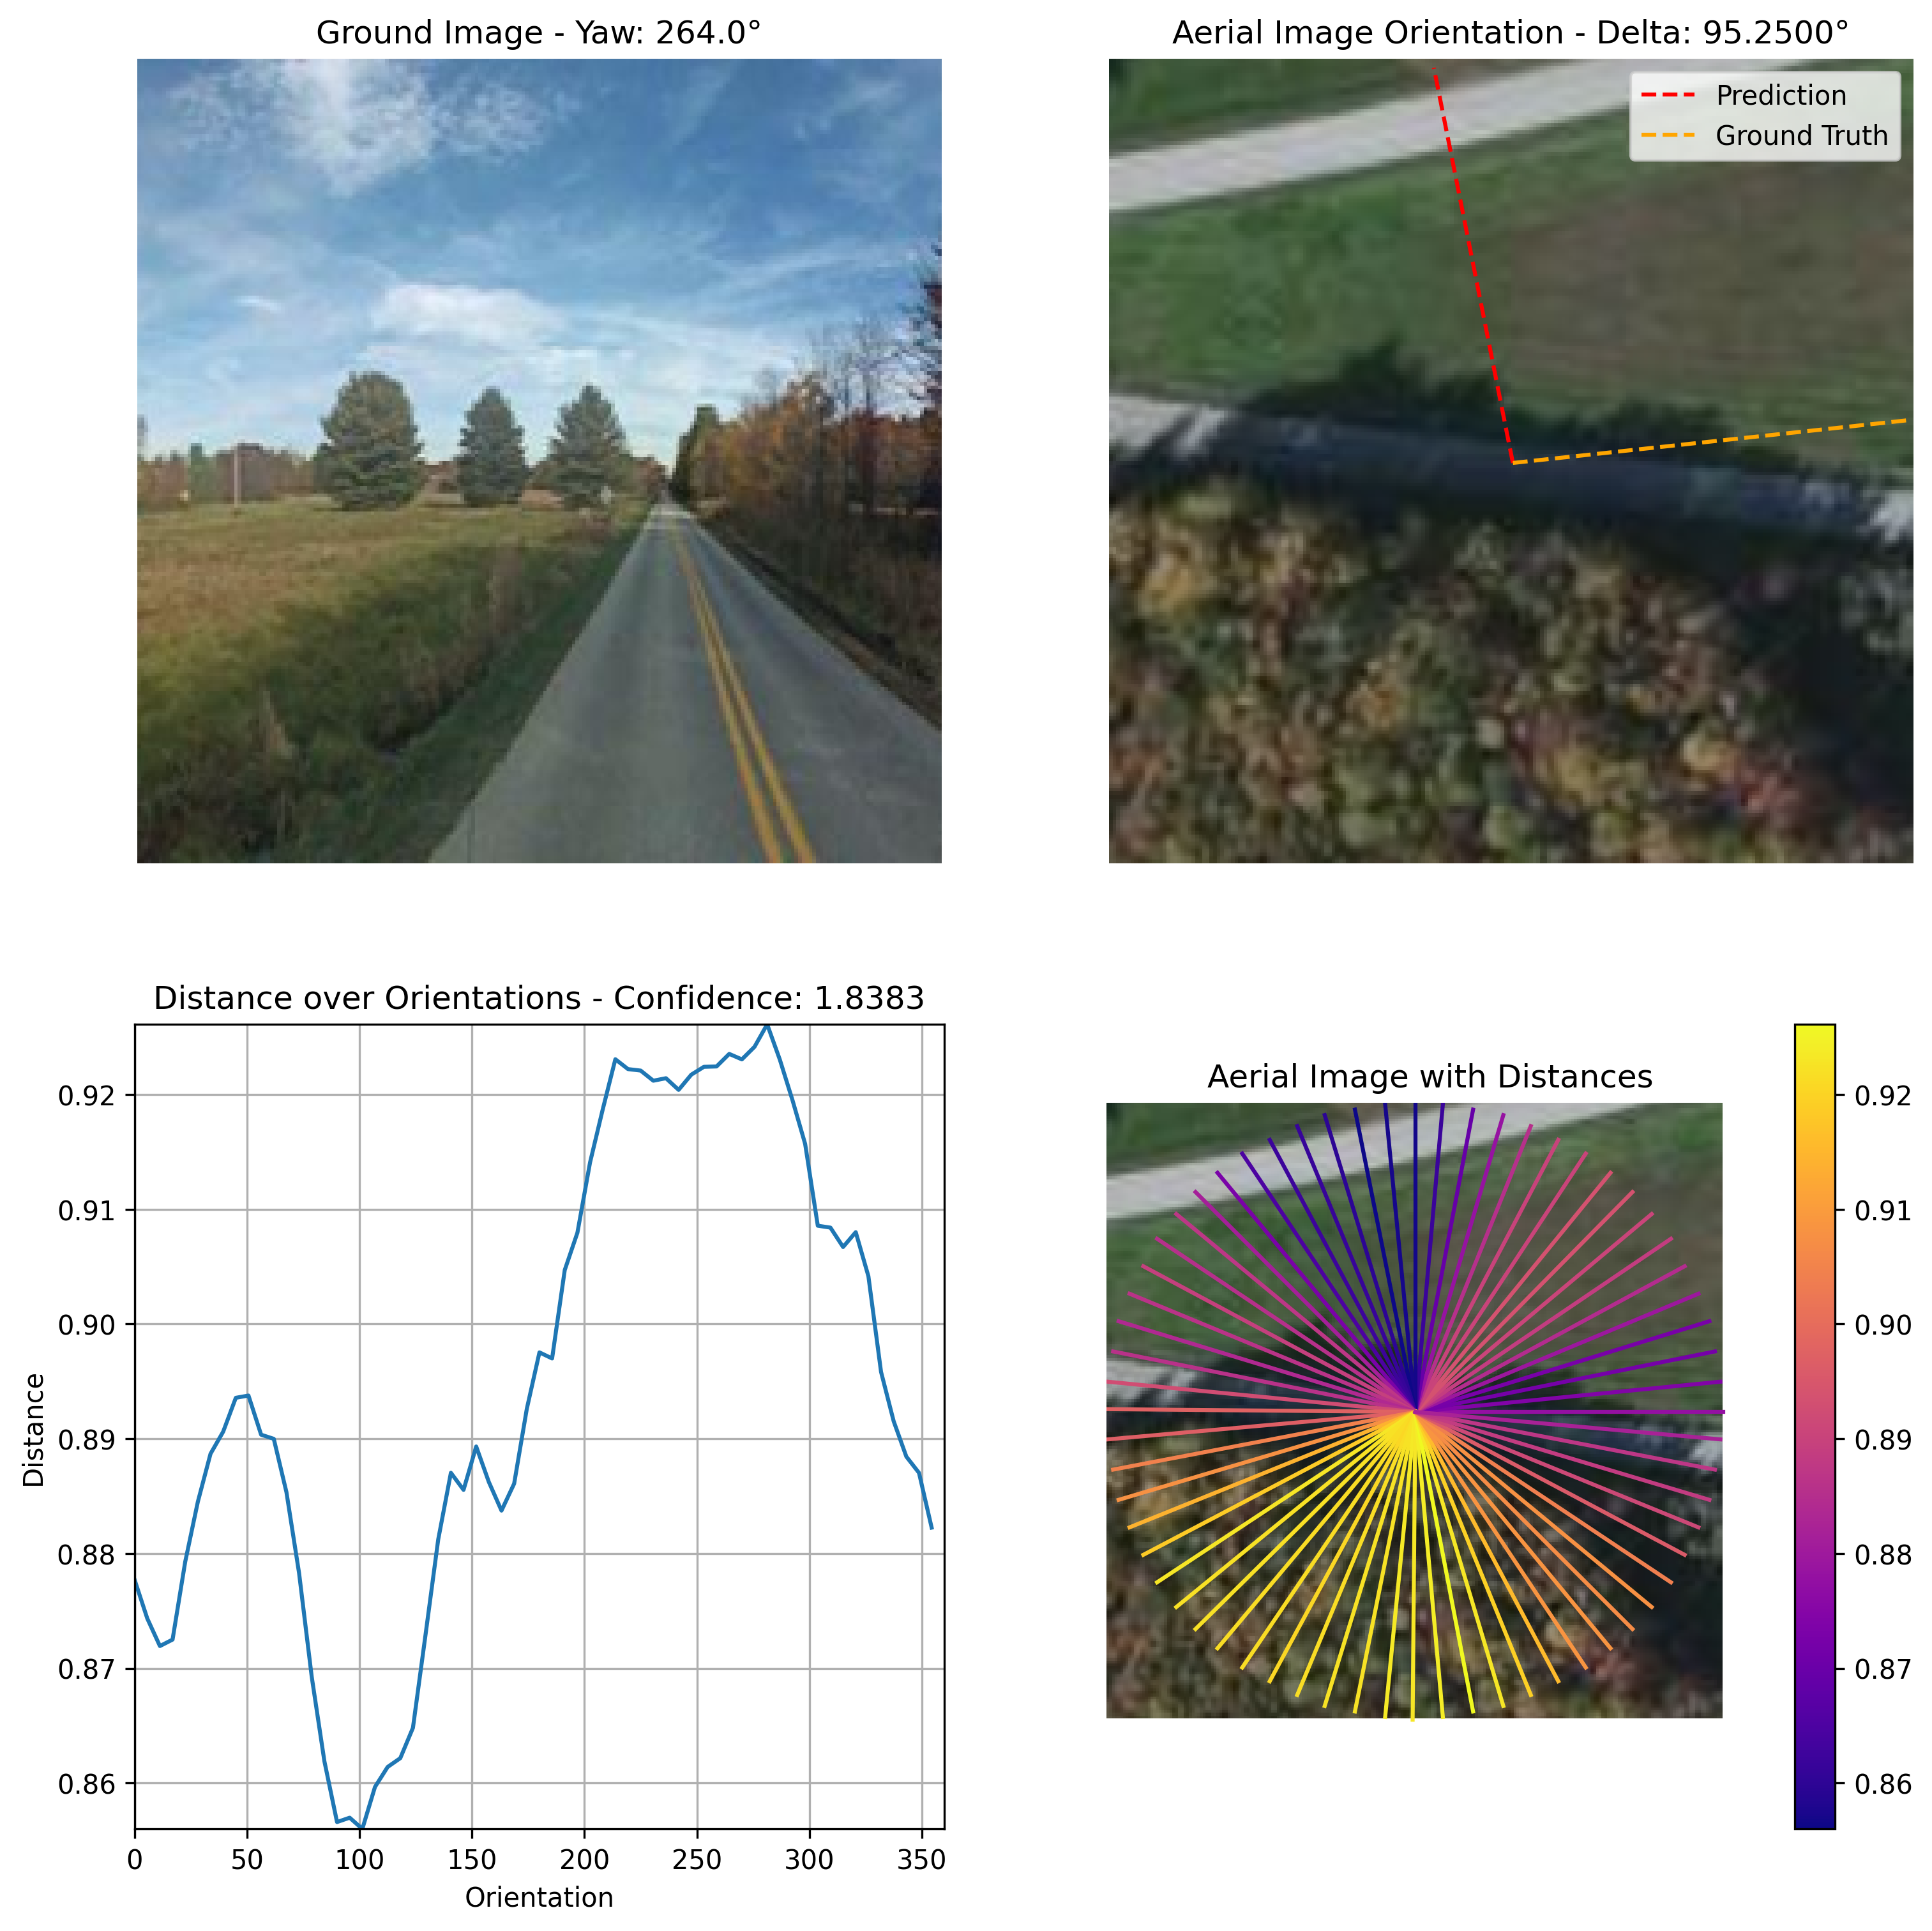 Ground Image - Yaw: 264.0°
Aerial Image Orientation - Delta: 95.2500°
Prediction
Ground Truth
Distance over Orientations - Confidence: 1.8383
0.92
0.91
0.90
0.89
0.88
0.87
0.86
Distance
0 50 100 150 200 250 300 350
Orientation
Aerial Image with Distances
0.92
0.91
0.90
0.89
0.88
0.87
0.86